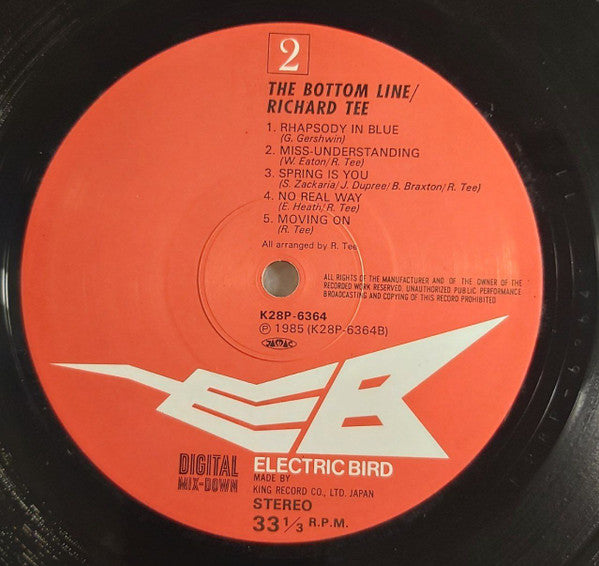 2
THE BOTTOM LINE/
RICHARD TEE
1. RHAPSODY IN BLUE
(G. Gershwin)
2. MISS-UNDERSTANDING
(W. Eaton/R. Tee)
3. SPRING IS YOU
(S. Zackaria/J. Dupree/B. Braxton/R. Tee)
4. NO REAL WAY
(E. Heath/R. Tee)
5. MOVING ON
(R. Tee)
All arranged by R. Tee
ALL RIGHTS OF THE MANUFACTURER AND OF THE OWNER OF THE
RECORDED WORK RESERVED. UNAUTHORIZED PUBLIC PERFORMANCE
BROADCASTING AND COPYING OF THIS RECORD PROHIBITED
K28P-6364
℗ 1985 (K28P-6364B)
JASRAC
EB
DIGITAL
MIX-DOWN
ELECTRIC BIRD
MADE BY
KING RECORD CO., LTD. JAPAN
STEREO
33 1/3 R.P.M.